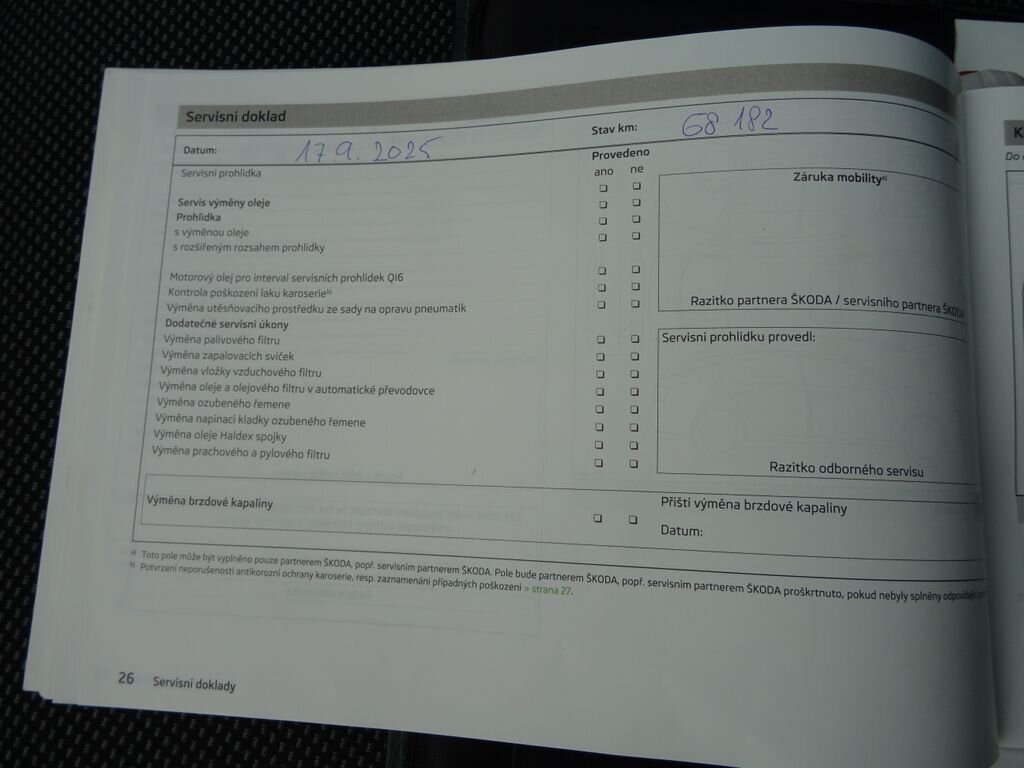 Servisní doklad
Datum: 17.9.2025
Stav km: 68 182
Servisní prohlídka
Provedeno
ano ne
Servis výměny oleje
Prohlídka
s výměnou oleje
s rozšířeným rozsahem prohlídky
Motorový olej pro interval servisních prohlídek QI6
Kontrola poškození laku karoserie b)
Výměna utěsňovacího prostředku ze sady na opravu pneumatik
Dodatečné servisní úkony
Výměna palivového filtru
Výměna zapalovacích svíček
Výměna vložky vzduchového filtru
Výměna oleje a olejového filtru v automatické převodovce
Výměna ozubeného řemene
Výměna napínací kladky ozubeného řemene
Výměna oleje Haldex spojky
Výměna prachového a pylového filtru
Záruka mobility a)
Razítko partnera ŠKODA / servisního partnera ŠKODA
Servisní prohlídku provedl:
Razítko odborného servisu
Výměna brzdové kapaliny
Příští výměna brzdové kapaliny
Datum:
a) Toto pole může být vyplněno pouze partnerem ŠKODA, popř. servisním partnerem ŠKODA. Pole bude partnerem ŠKODA, popř. servisním partnerem ŠKODA proškrtnuto, pokud nebyly splněny odpovídající
b) Potvrzení neporušenosti antikorozní ochrany karoserie, resp. zaznamenání případných poškození » strana 27.
26 Servisní doklady